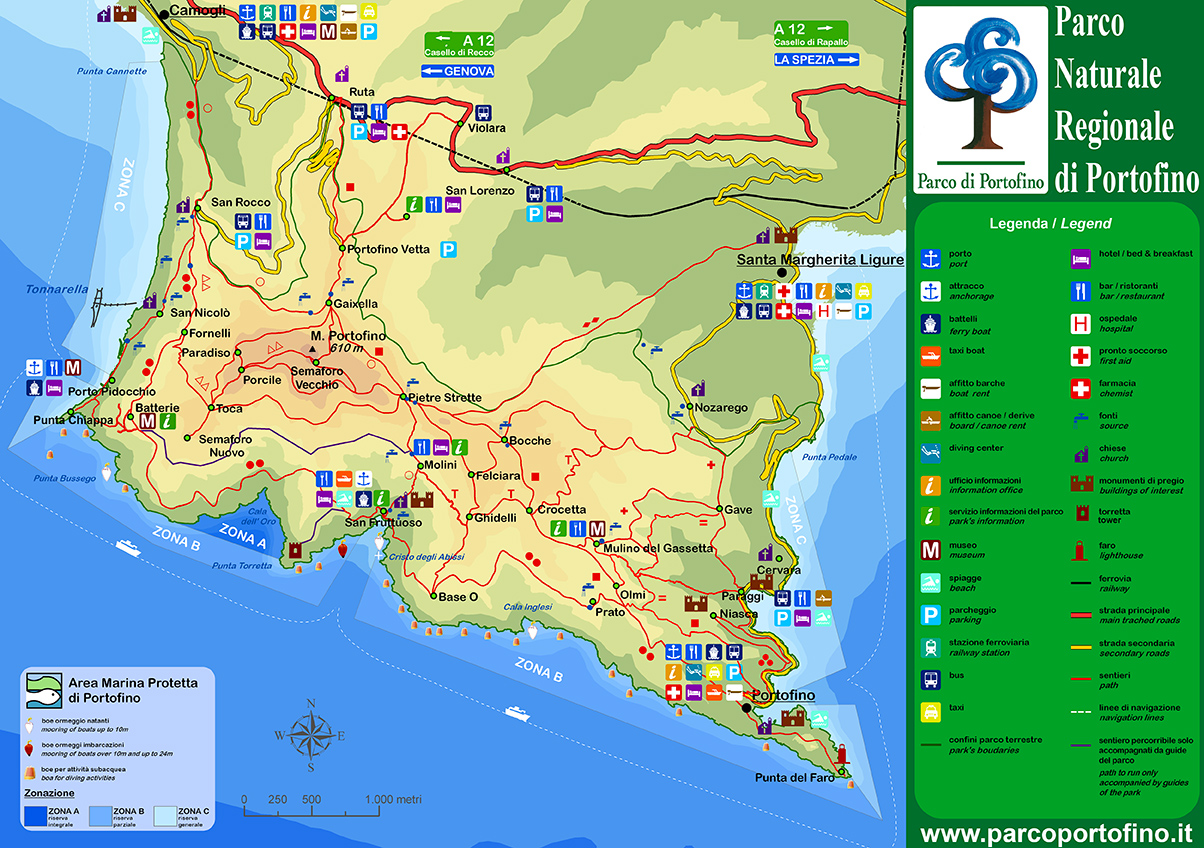 Camogli
Punta Cannette
A 12
Casello di Recco
GENOVA
A 12
Casello di Rapallo
LA SPEZIA
Ruta
Violara
San Lorenzo
San Rocco
Portofino Vetta
Santa Margherita Ligure
ZONA C
Tonnarella
Gaixella
San Nicolò
Fornelli
M. Portofino
610 m
Paradiso
Semaforo
Vecchio
Porcile
Porto Pidocchio
Pietre Strette
Nozarego
Batterie
Toca
Punta Chiappa
Semaforo
Nuovo
Bocche
Molini
Punta Pedale
Felciara
Punta Bussego
Cala
dell' Oro
San Fruttuoso
Ghidelli
Crocetta
Gave
ZONA C
ZONA B
ZONA A
Punta Torretta
Cristo degli Abissi
Mulino del Gassetta
Cervara
Base O
Cala Inglesi
Olmi
Prato
Paraggi
Niasca
ZONA B
Portofino
Punta del Faro
N
W
E
S
0 250 500 1.000 metri
Area Marina Protetta
di Portofino
boe ormeggio natanti
mooring of boats up to 10m
boe ormeggi imbarcazioni
mooring of boats over 10m and up to 24m
boe per attività subacquea
boa for diving activities
Zonazione
ZONA A
riserva
integrale
ZONA B
riserva
parziale
ZONA C
riserva
generale
Parco
Naturale
Regionale
di Portofino
Parco di Portofino
Legenda / Legend
porto
port
attracco
anchorage
battelli
ferry boat
taxi boat
affitto barche
boat rent
affitto canoe / derive
board / canoe rent
diving center
ufficio informazioni
information office
servizio informazioni del parco
park's information
museo
museum
spiagge
beach
parcheggio
parking
stazione ferroviaria
railway station
bus
taxi
confini parco terrestre
park's boudaries
hotel / bed & breakfast
bar / ristoranti
bar / restaurant
ospedale
hospital
pronto soccorso
first aid
farmacia
chemist
fonti
source
chiese
church
monumenti di pregio
buildings of interest
torretta
tower
faro
lighthouse
ferrovia
railway
strada principale
main trached roads
strada secondaria
secondary roads
sentieri
path
linee di navigazione
navigation lines
sentiero percorribile solo
accompagnati da guide
del parco
path to run only
accompanied by guides
of the park
www.parcoportofino.it